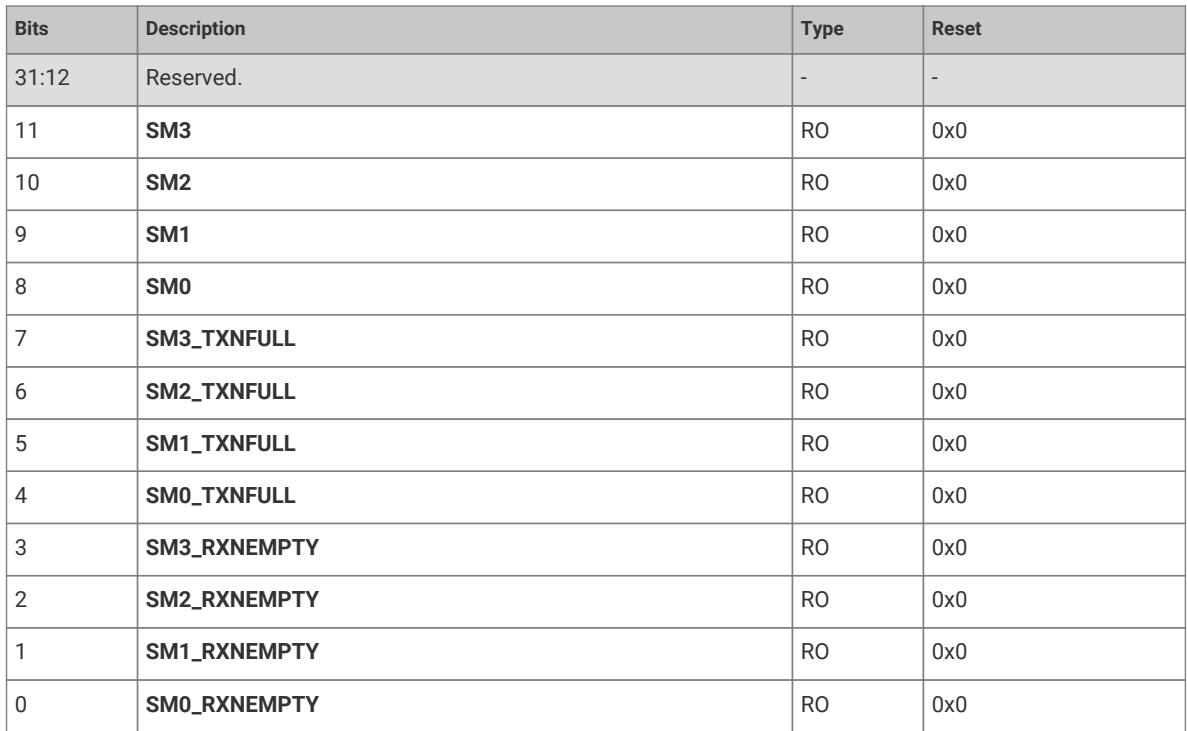 Bits Description Type Reset
31:12 Reserved. - -
11 SM3 RO 0x0
10 SM2 RO 0x0
9 SM1 RO 0x0
8 SM0 RO 0x0
7 SM3_TXNFULL RO 0x0
6 SM2_TXNFULL RO 0x0
5 SM1_TXNFULL RO 0x0
4 SM0_TXNFULL RO 0x0
3 SM3_RXNEMPTY RO 0x0
2 SM2_RXNEMPTY RO 0x0
1 SM1_RXNEMPTY RO 0x0
0 SM0_RXNEMPTY RO 0x0